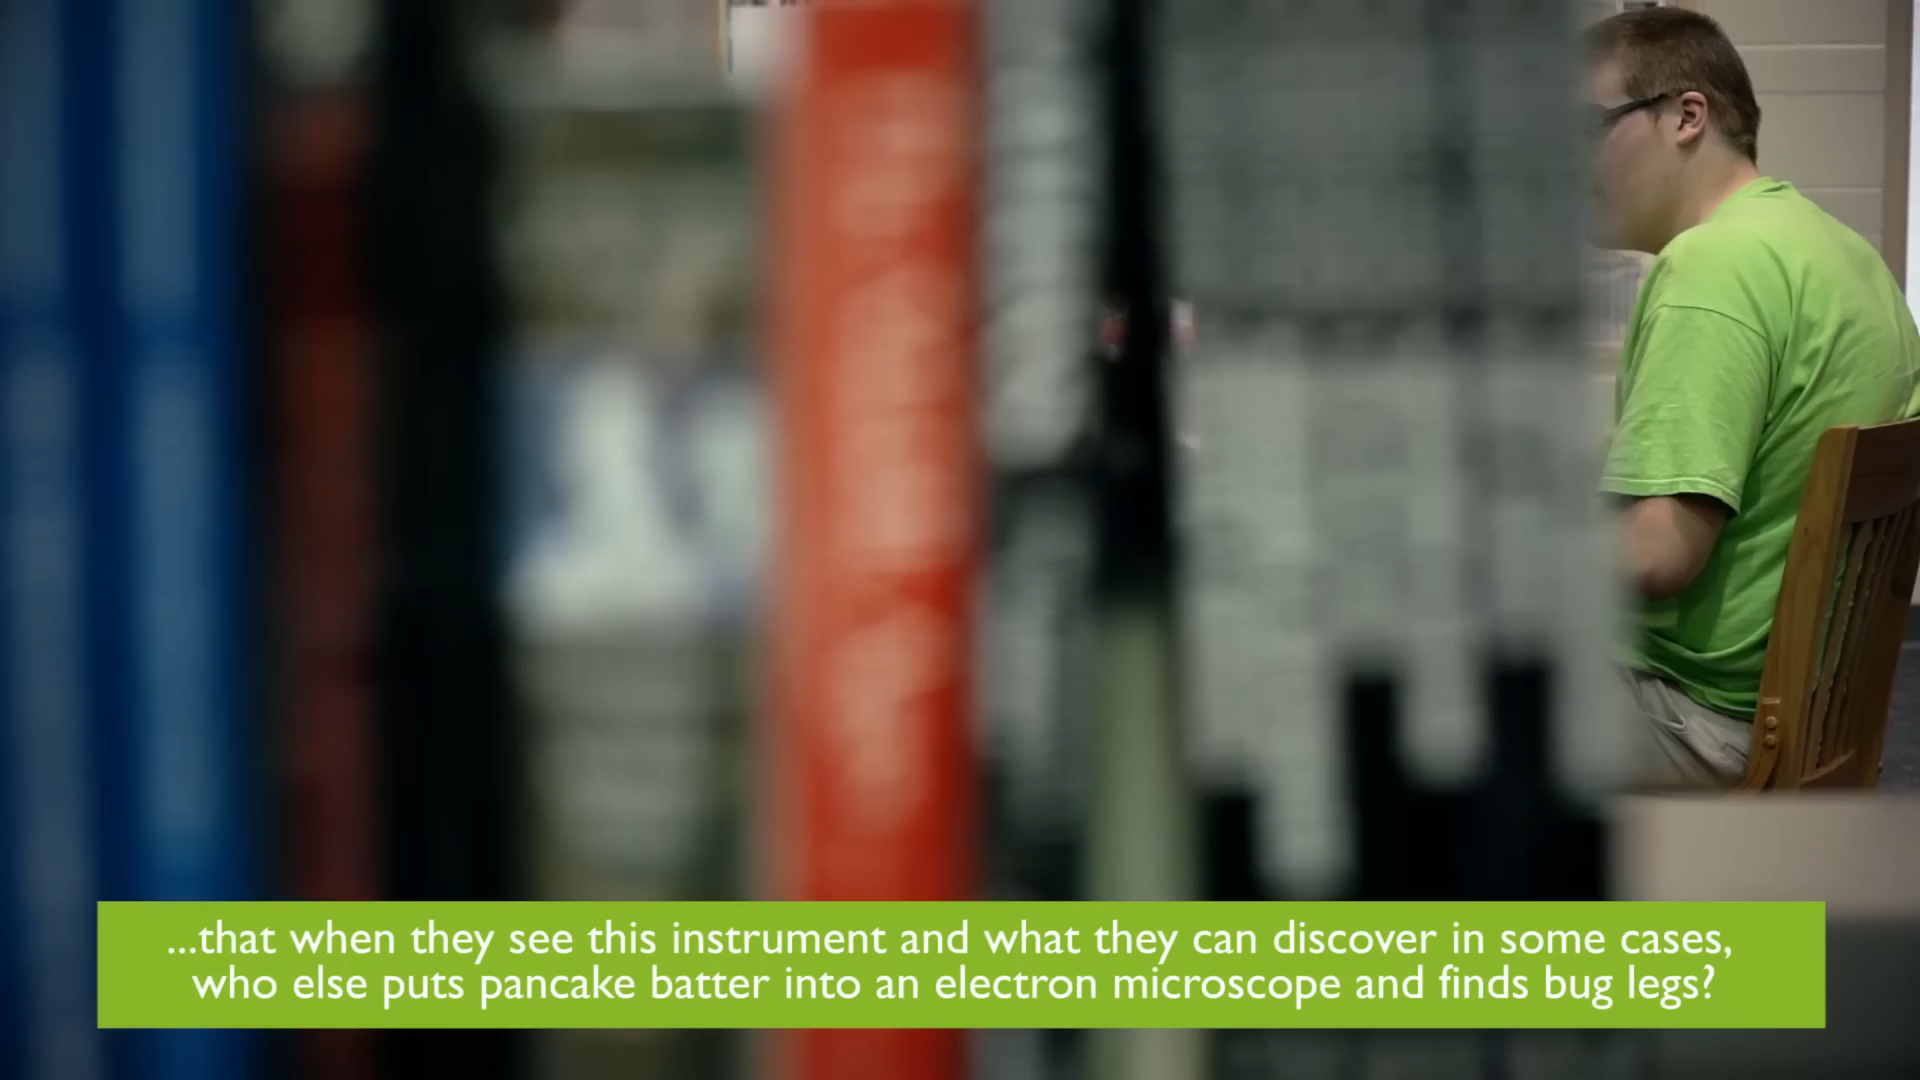 ...that when they see this instrument and what they can discover in some cases,
who else puts pancake batter into an electron microscope and finds bug legs?